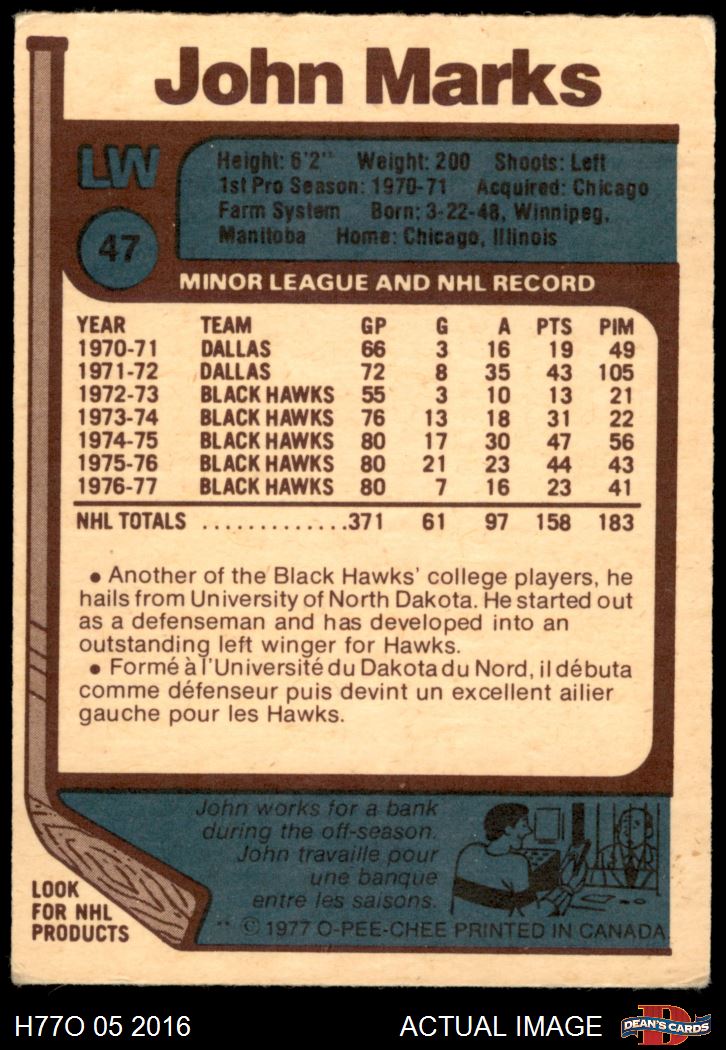 John Marks
LW
47
Height: 6'2" Weight: 200 Shoots: Left
1st Pro Season: 1970-71 Acquired: Chicago
Farm System Born: 3-22-48, Winnipeg,
Manitoba Home: Chicago, Illinois
MINOR LEAGUE AND NHL RECORD
YEAR TEAM GP G A PTS PIM
1970-71 DALLAS 66 3 16 19 49
1971-72 DALLAS 72 8 35 43 105
1972-73 BLACK HAWKS 55 3 10 13 21
1973-74 BLACK HAWKS 76 13 18 31 22
1974-75 BLACK HAWKS 80 17 30 47 56
1975-76 BLACK HAWKS 80 21 23 44 43
1976-77 BLACK HAWKS 80 7 16 23 41
NHL TOTALS .............371 61 97 158 183
• Another of the Black Hawks' college players, he
hails from University of North Dakota. He started out
as a defenseman and has developed into an
outstanding left winger for Hawks.
• Formé à l'Université du Dakota du Nord, il débuta
comme défenseur puis devint un excellent ailier
gauche pour les Hawks.
John works for a bank
during the off-season.
John travaille pour
une banque
entre les saisons.
LOOK
FOR NHL
PRODUCTS
** © 1977 O-PEE-CHEE PRINTED IN CANADA
H77O 05 2016
ACTUAL IMAGE
D
DEAN'S CARDS